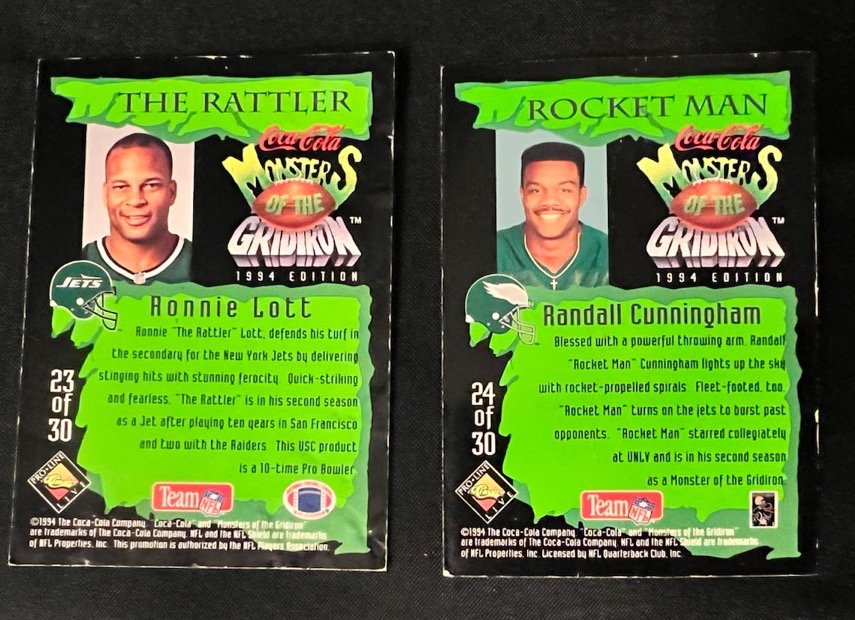 THE RATTLER
Coca-Cola
MONSTERS
OF THE
GRIDIRON™
1994 EDITION
JETS
Ronnie Lott
Ronnie "The Rattler" Lott, defends his turf in
the secondary for the New York Jets by delivering
stinging hits with stunning ferocity. Quick-striking
and fearless, "The Rattler" is in his second season
as a Jet after playing ten years in San Francisco
and two with the Raiders. This USC product
is a 10-time Pro Bowler.
23
of
30
PRO-LINE
LIVE
Team NFL
©1994 The Coca-Cola Company. "Coca-Cola" and "Monsters of the Gridiron"
are trademarks of The Coca-Cola Company. NFL and the NFL Shield are trademarks
of NFL Properties, Inc. This promotion is authorized by the NFL Players Association.
ROCKET MAN
Coca-Cola
MONSTERS
OF THE
GRIDIRON™
1994 EDITION
Randall Cunningham
Blessed with a powerful throwing arm, Randall
"Rocket Man" Cunningham lights up the sky
with rocket-propelled spirals. Fleet-footed, too,
"Rocket Man" turns on the jets to burst past
opponents. "Rocket Man" starred collegiately
at UNLV and is in his second season
as a Monster of the Gridiron.
24
of
30
PRO-LINE
LIVE
Team NFL
©1994 The Coca-Cola Company. "Coca-Cola" and "Monsters of the Gridiron"
are trademarks of The Coca-Cola Company. NFL and the NFL Shield are trademarks
of NFL Properties, Inc. Licensed by NFL Quarterback Club, Inc.